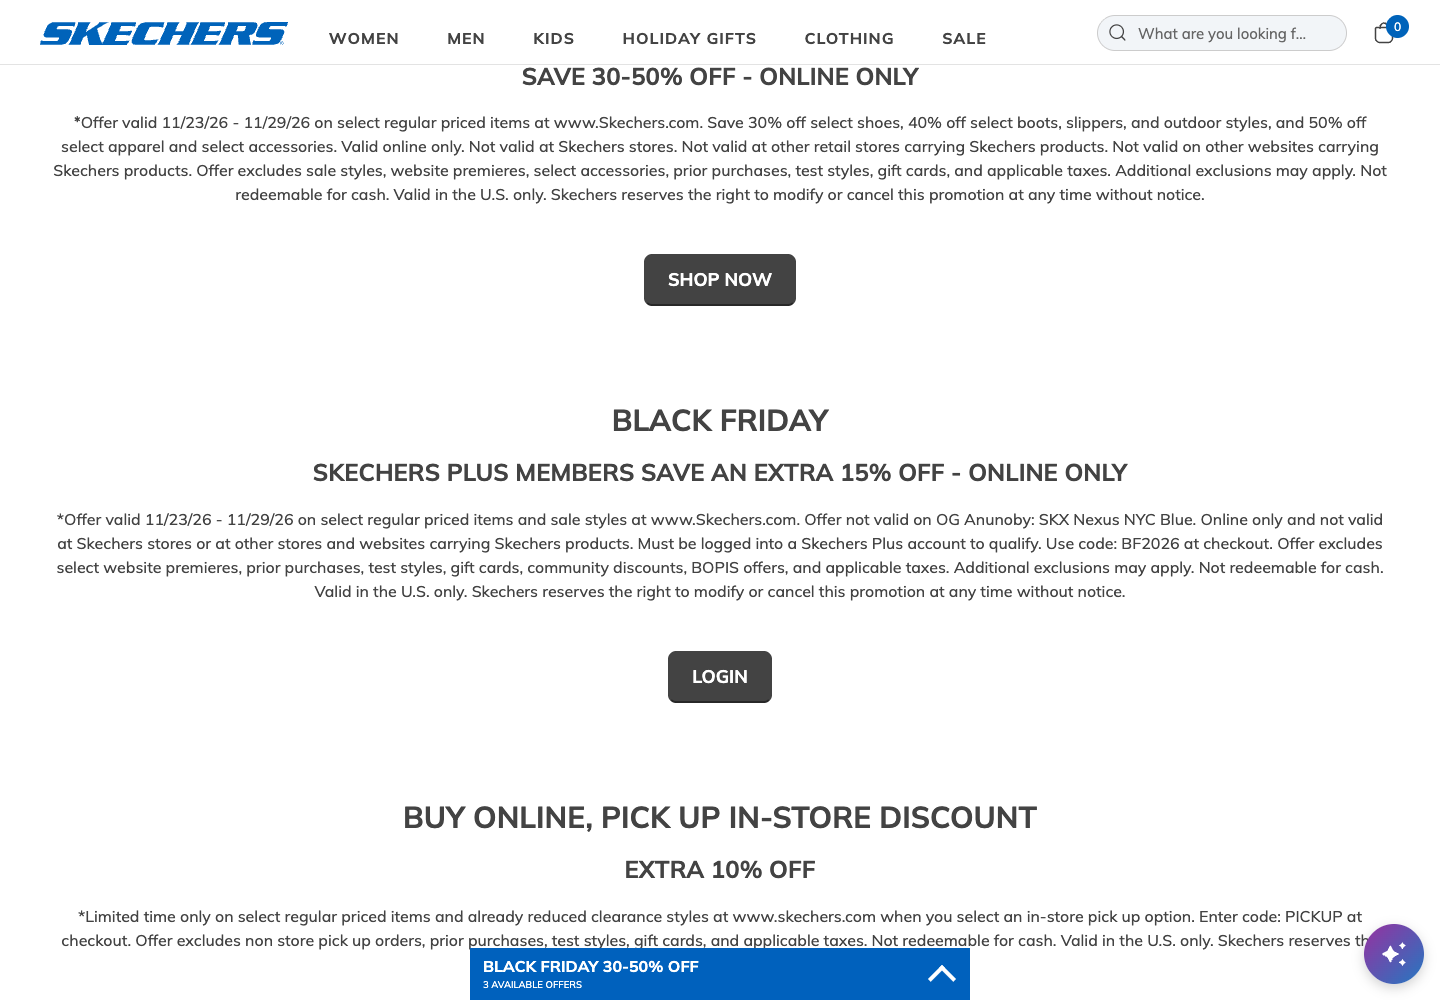 SKECHERS
WOMEN
MEN
KIDS
HOLIDAY GIFTS
CLOTHING
SALE
What are you looking f...
0
SAVE 30-50% OFF - ONLINE ONLY
*Offer valid 11/23/26 - 11/29/26 on select regular priced items at www.Skechers.com. Save 30% off select shoes, 40% off select boots, slippers, and outdoor styles, and 50% off
select apparel and select accessories. Valid online only. Not valid at Skechers stores. Not valid at other retail stores carrying Skechers products. Not valid on other websites carrying
Skechers products. Offer excludes sale styles, website premieres, select accessories, prior purchases, test styles, gift cards, and applicable taxes. Additional exclusions may apply. Not
redeemable for cash. Valid in the U.S. only. Skechers reserves the right to modify or cancel this promotion at any time without notice.
SHOP NOW
BLACK FRIDAY
SKECHERS PLUS MEMBERS SAVE AN EXTRA 15% OFF - ONLINE ONLY
*Offer valid 11/23/26 - 11/29/26 on select regular priced items and sale styles at www.Skechers.com. Offer not valid on OG Anunoby: SKX Nexus NYC Blue. Online only and not valid
at Skechers stores or at other stores and websites carrying Skechers products. Must be logged into a Skechers Plus account to qualify. Use code: BF2026 at checkout. Offer excludes
select website premieres, prior purchases, test styles, gift cards, community discounts, BOPIS offers, and applicable taxes. Additional exclusions may apply. Not redeemable for cash.
Valid in the U.S. only. Skechers reserves the right to modify or cancel this promotion at any time without notice.
LOGIN
BUY ONLINE, PICK UP IN-STORE DISCOUNT
EXTRA 10% OFF
*Limited time only on select regular priced items and already reduced clearance styles at www.skechers.com when you select an in-store pick up option. Enter code: PICKUP at
checkout. Offer excludes non store pick up orders, prior purchases, test styles, gift cards, and applicable taxes. Not redeemable for cash. Valid in the U.S. only. Skechers reserves
BLACK FRIDAY 30-50% OFF
3 AVAILABLE OFFERS